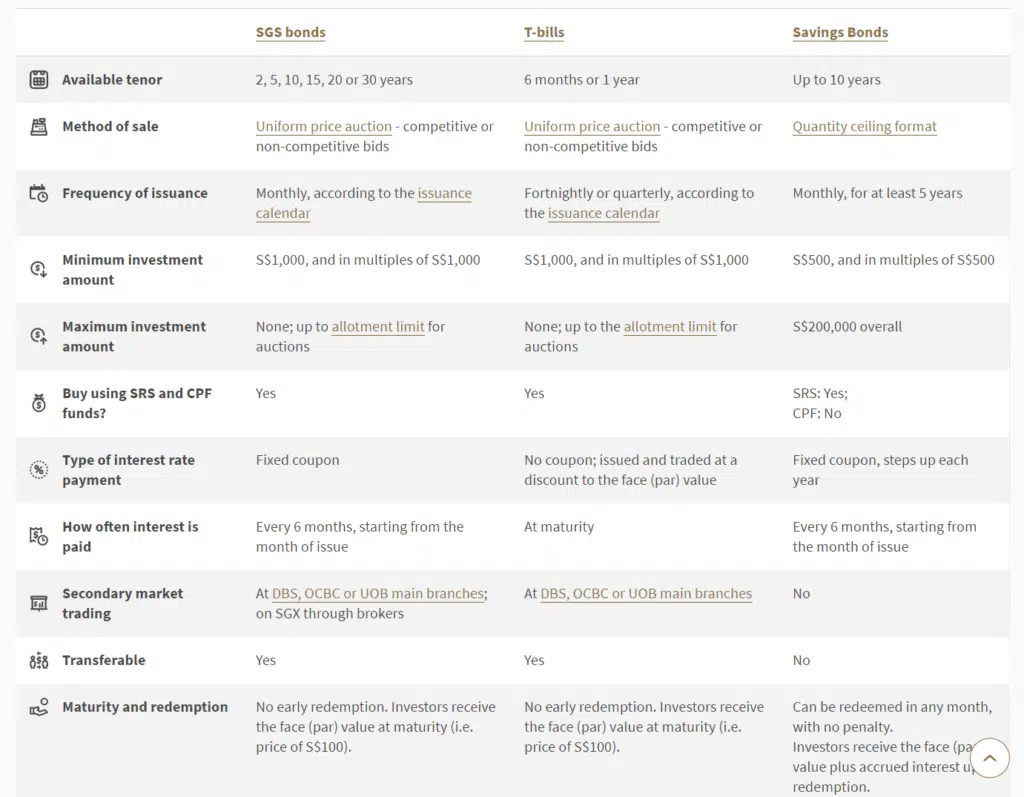 SGS bonds T-bills Savings Bonds
Available tenor 2, 5, 10, 15, 20 or 30 years 6 months or 1 year Up to 10 years
Method of sale Uniform price auction - competitive or Uniform price auction - competitive or Quantity ceiling format
non-competitive bids non-competitive bids
Frequency of issuance Monthly, according to the issuance Fortnightly or quarterly, according to Monthly, for at least 5 years
calendar the issuance calendar
Minimum investment S$1,000, and in multiples of S$1,000 S$1,000, and in multiples of S$1,000 S$500, and in multiples of S$500
amount
Maximum investment None; up to allotment limit for None; up to the allotment limit for S$200,000 overall
amount auctions auctions
Buy using SRS and CPF Yes Yes SRS: Yes;
funds? CPF: No
Type of interest rate Fixed coupon No coupon; issued and traded at a Fixed coupon, steps up each
payment discount to the face (par) value year
How often interest is Every 6 months, starting from the At maturity Every 6 months, starting from
paid month of issue the month of issue
Secondary market At DBS, OCBC or UOB main branches; At DBS, OCBC or UOB main branches No
trading on SGX through brokers
Transferable Yes Yes No
Maturity and redemption No early redemption. Investors receive No early redemption. Investors receive Can be redeemed in any month,
the face (par) value at maturity (i.e. the face (par) value at maturity (i.e. with no penalty.
price of S$100). price of S$100). Investors receive the face
value plus accrued interest
redemption.